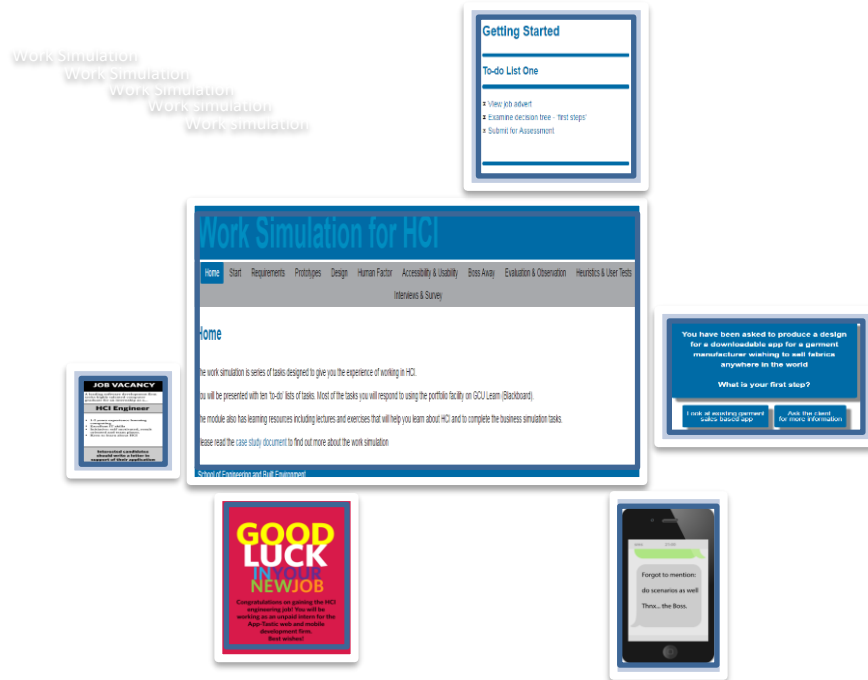 Work Simulation
Work Simulation
Work Simulation
Work simulation
Work simulation
Getting Started
To-do List One
View job advert
Examine decision tree - 'first steps'
Submit for Assessment
Work Simulation for HCI
Home Start Requirements Prototypes Design Human Factor Accessibility & Usability Boss Away Evaluation & Observation Heuristics & User Tests
Interviews & Survey
Home
he work simulation is series of tasks designed to give you the experience of working in HCI.
ou will be presented with ten 'to-do' lists of tasks. Most of the tasks you will respond to using the portfolio facility on GCU Learn (Blackboard).
he module also has learning resources including lectures and exercises that will help you learn about HCI and to complete the business simulation tasks.
lease read the case study document to find out more about the work simulation
School of Engineering and Built Environment
You have been asked to produce a design
for a downloadable app for a garment
manufacturer wishing to sell fabrics
anywhere in the world
What is your first step?
Look at existing garment
sales based app
Ask the client
for more information
JOB VACANCY
A leading software development firm
HCI Engineer
Interested candidates
should write a letter in
support of their application
GOOD
LUCK
IN YOUR
NEW JOB
Congratulations on gaining the HCI
engineering job! You will be
working as an unpaid intern for the
App-Tastic web and mobile
development firm.
Best wishes!
Forgot to mention:
do scenarios as well
Thnx... the Boss.